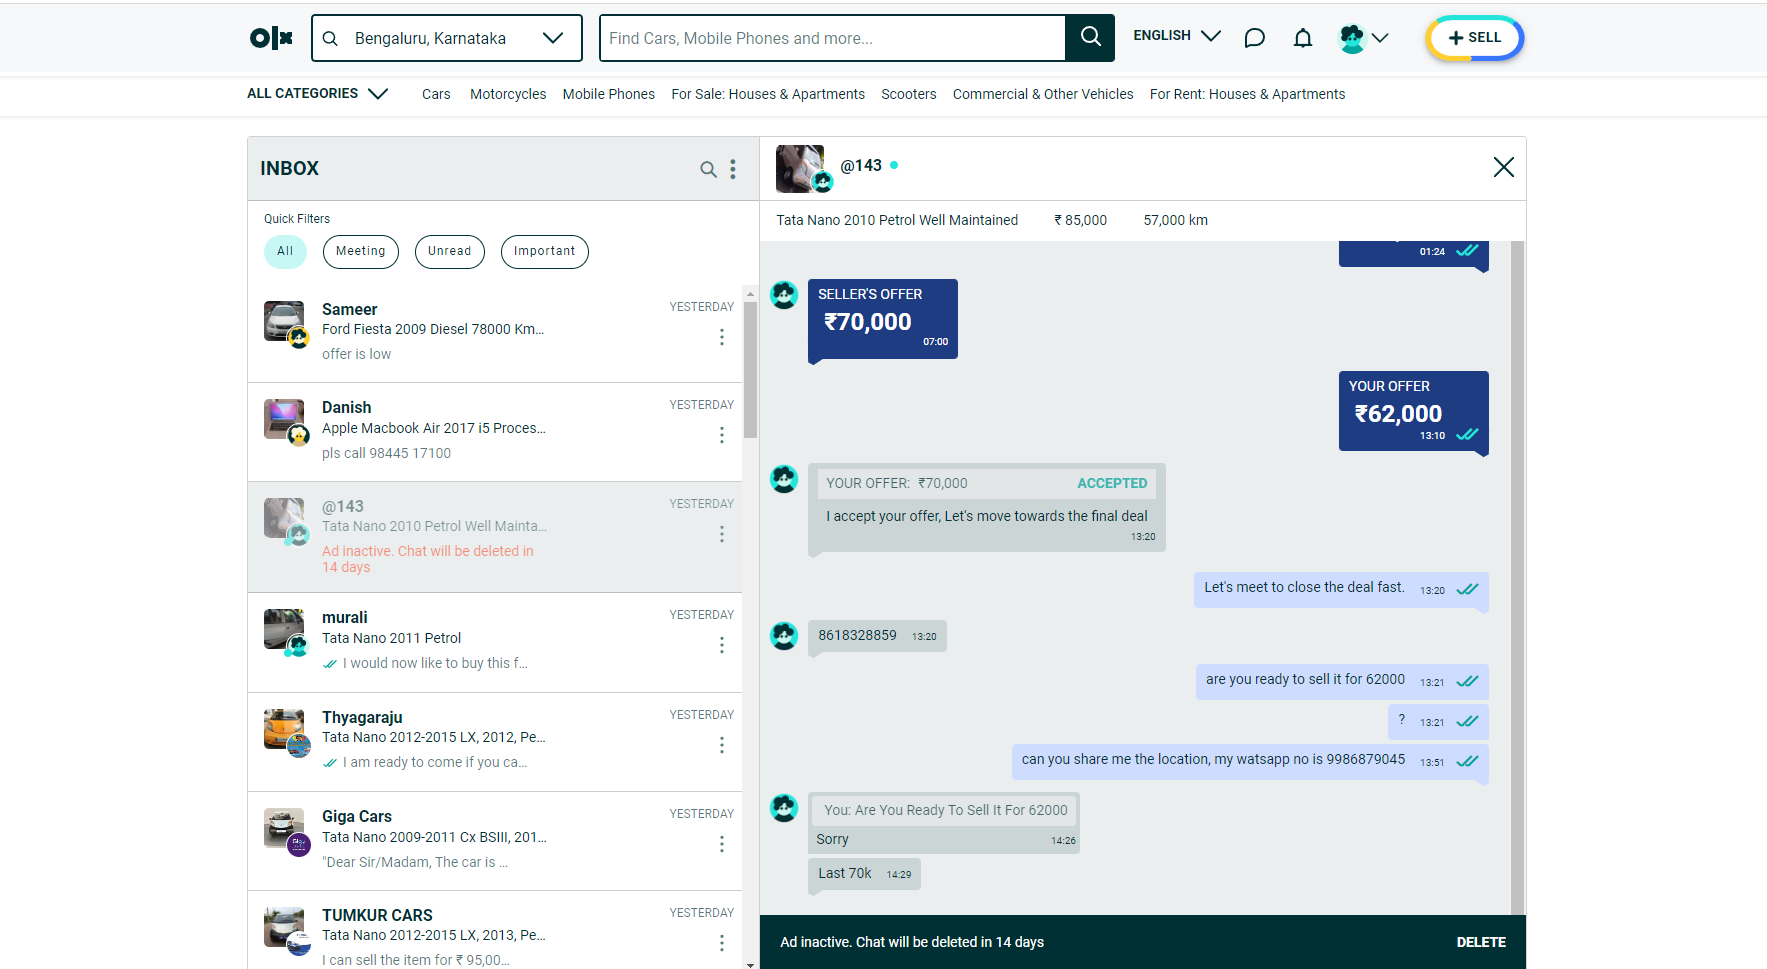 olx
Bengaluru, Karnataka
Find Cars, Mobile Phones and more...
ENGLISH
SELL
ALL CATEGORIES
Cars
Motorcycles
Mobile Phones
For Sale: Houses & Apartments
Scooters
Commercial & Other Vehicles
For Rent: Houses & Apartments
INBOX
Quick Filters
All
Meeting
Unread
Important
Sameer
YESTERDAY
Ford Fiesta 2009 Diesel 78000 Km...
offer is low
Danish
YESTERDAY
Apple Macbook Air 2017 i5 Proces...
pls call 98445 17100
@143
YESTERDAY
Tata Nano 2010 Petrol Well Mainta...
Ad inactive. Chat will be deleted in
14 days
murali
YESTERDAY
Tata Nano 2011 Petrol
I would now like to buy this f...
Thyagaraju
YESTERDAY
Tata Nano 2012-2015 LX, 2012, Pe...
I am ready to come if you ca...
Giga Cars
YESTERDAY
Tata Nano 2009-2011 Cx BSIII, 201...
"Dear Sir/Madam, The car is ...
TUMKUR CARS
YESTERDAY
Tata Nano 2012-2015 LX, 2013, Pe...
I can sell the item for ₹ 95,00...
@143
Tata Nano 2010 Petrol Well Maintained
₹ 85,000
57,000 km
01:24
SELLER'S OFFER
₹70,000
07:00
YOUR OFFER
₹62,000
13:10
YOUR OFFER: ₹70,000
ACCEPTED
I accept your offer, Let's move towards the final deal
13:20
Let's meet to close the deal fast. 13:20
8618328859 13:20
are you ready to sell it for 62000 13:21
? 13:21
can you share me the location, my watsapp no is 9986879045 13:51
You: Are You Ready To Sell It For 62000
Sorry 14:26
Last 70k 14:29
Ad inactive. Chat will be deleted in 14 days
DELETE